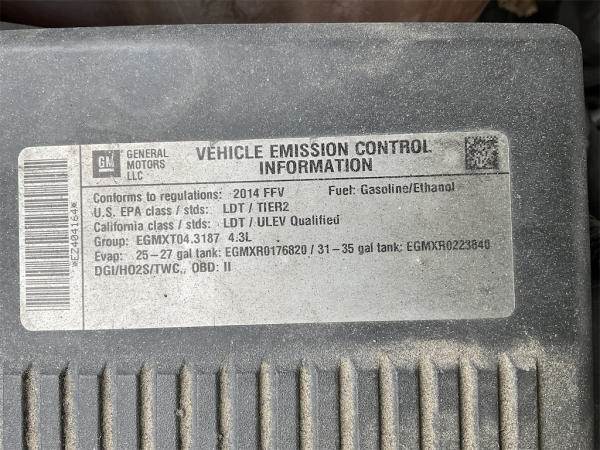 GM
GENERAL
MOTORS
LLC
VEHICLE EMISSION CONTROL
INFORMATION
Conforms to regulations: 2014 FFV Fuel: Gasoline/Ethanol
U.S. EPA class / stds: LDT / TIER2
California class / stds: LDT / ULEV Qualified
Group: EGMXT04.3187 4.3L
Evap: 25-27 gal tank: EGMXR0176820 / 31-35 gal tank: EGMXR0223840
DGI/HO2S/TWC, OBD: II
*EZ404164*